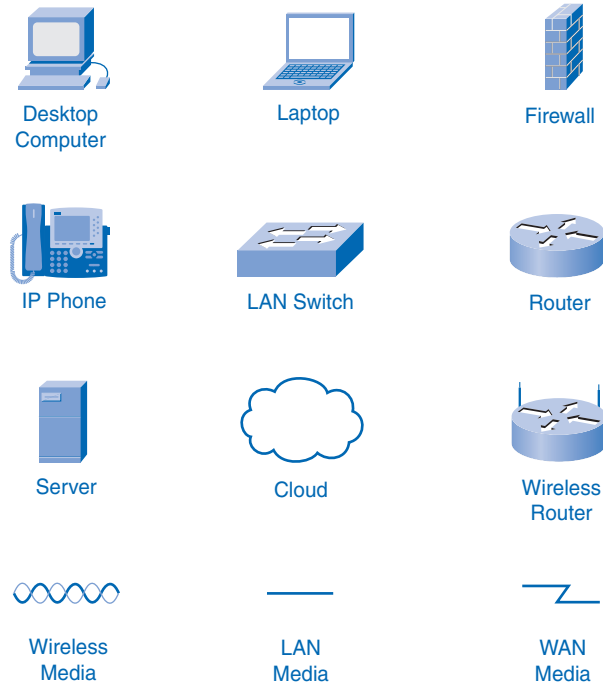 Desktop
Computer
Laptop
Firewall
IP Phone
LAN Switch
Router
Server
Cloud
Wireless
Router
Wireless
Media
LAN
Media
WAN
Media